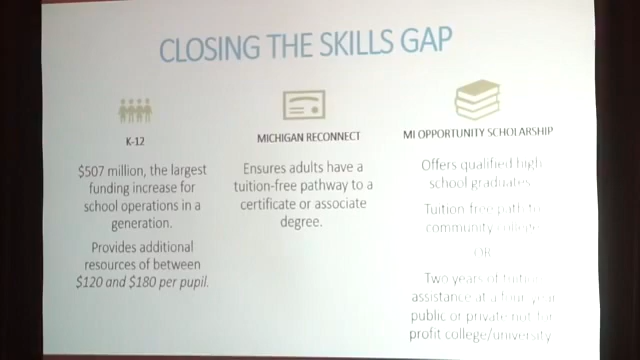 CLOSING THE SKILLS GAP
K-12
$507 million, the largest
funding increase for
school operations in a
generation.
Provides additional
resources of between
$120 and $180 per pupil.
MICHIGAN RECONNECT
Ensures adults have a
tuition-free pathway to a
certificate or associate
degree.
MI OPPORTUNITY SCHOLARSHIP
Offers qualified high
school graduates
Tuition free path to
community college
OR
Two years of tuition
assistance at a four-year
public or private not-for
profit college/university